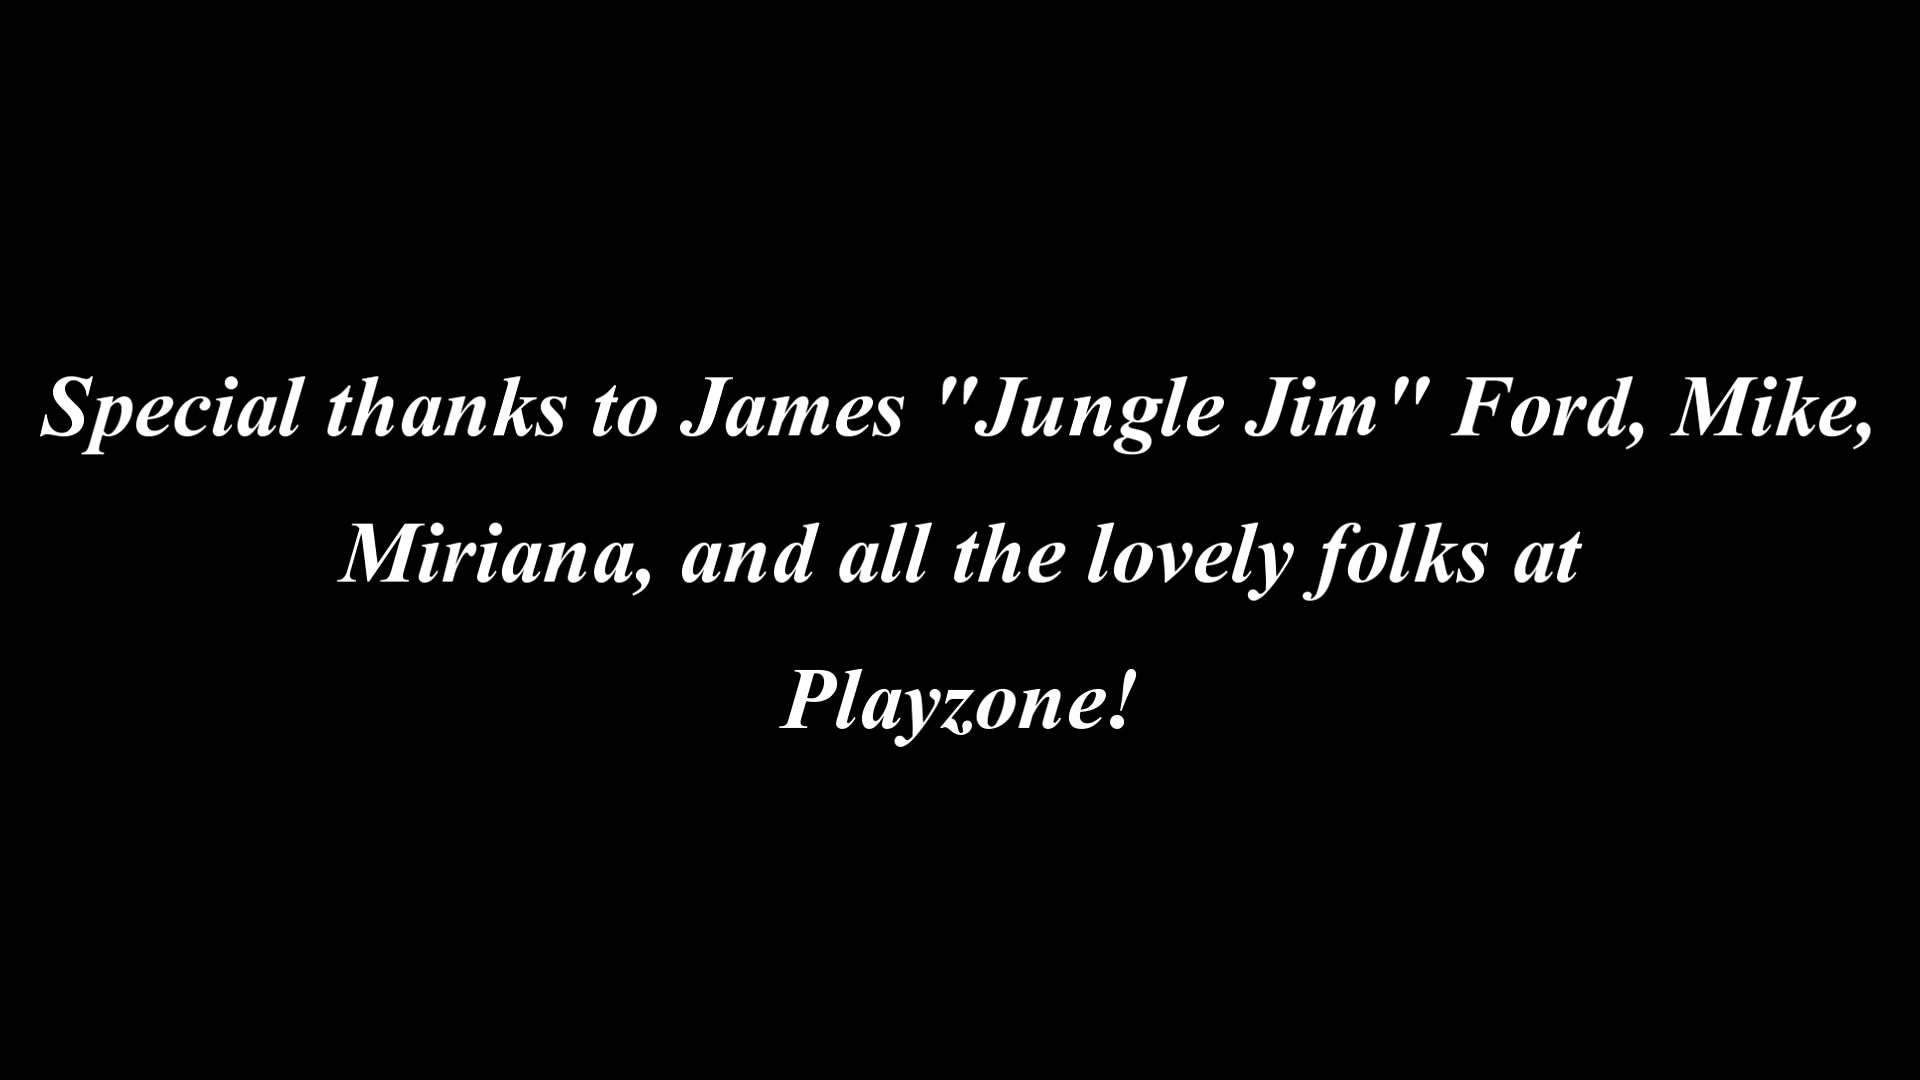 Special thanks to James "Jungle Jim" Ford, Mike,
Miriana, and all the lovely folks at
Playzone!